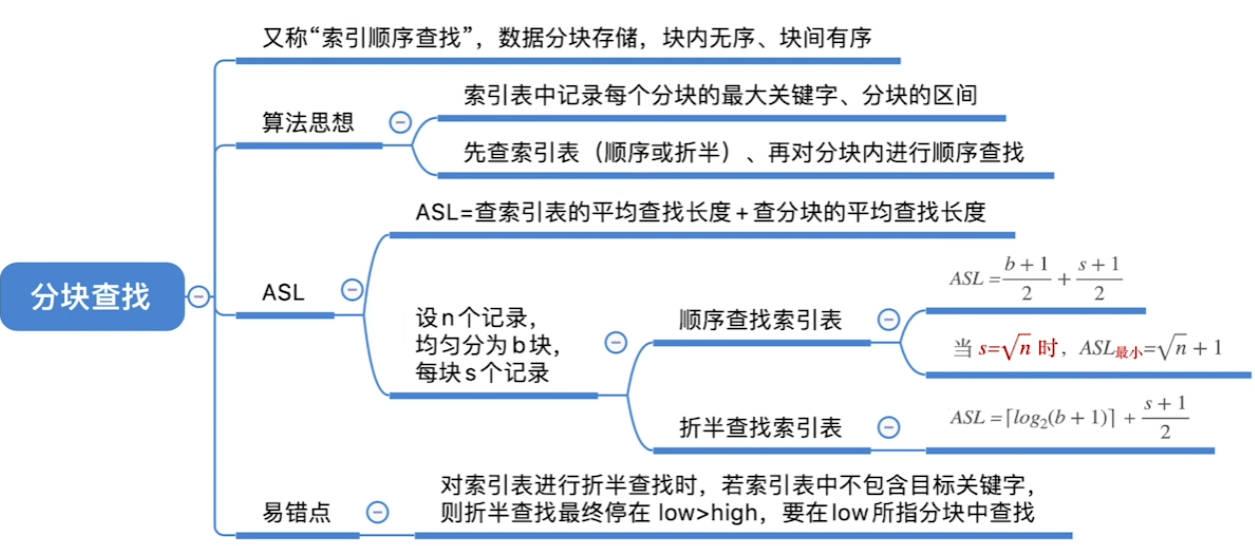 又称“索引顺序查找”，数据分块存储，块内无序、块间有序
索引表中记录每个分块的最大关键字、分块的区间
算法思想
先查索引表（顺序或折半）、再对分块内进行顺序查找
ASL=查索引表的平均查找长度+查分块的平均查找长度
分块查找
ASL
设n个记录，
均匀分为b块，
每块s个记录
顺序查找索引表
ASL = \frac{b+1}{2} + \frac{s+1}{2}
当 s=√n 时，ASL最小=√n + 1
折半查找索引表
ASL = ⌈log₂(b+1)⌉ + \frac{s+1}{2}
易错点
对索引表进行折半查找时，若索引表中不包含目标关键字，
则折半查找最终停在 low>high，要在low所指分块中查找